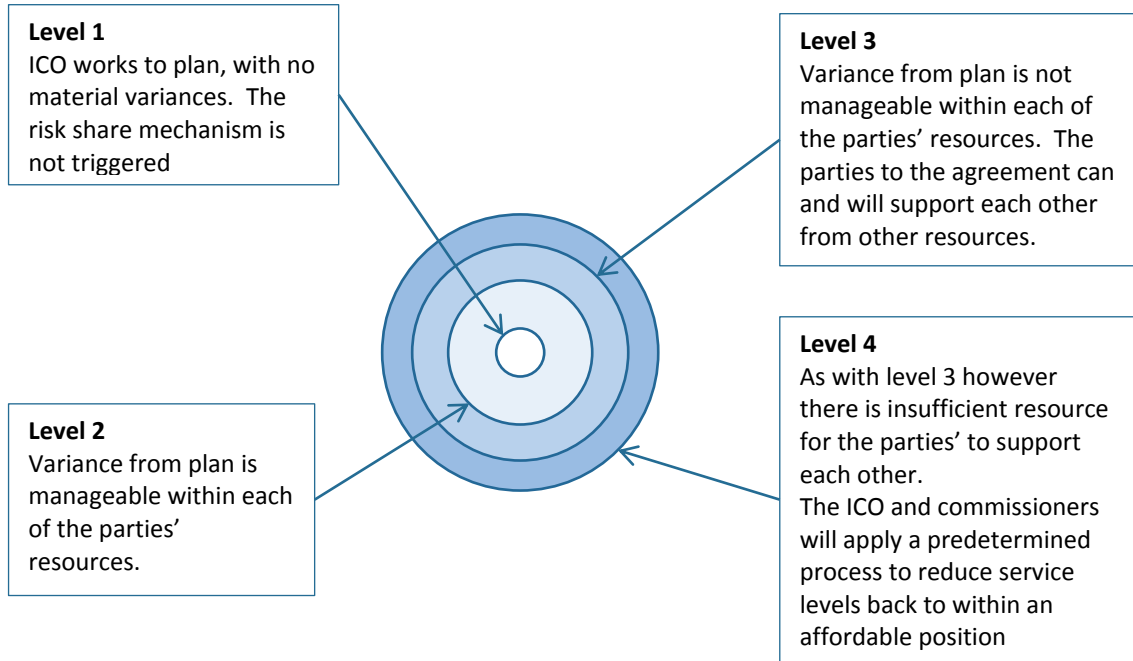 Level 1
ICO works to plan, with no
material variances. The
risk share mechanism is
not triggered
Level 2
Variance from plan is
manageable within each
of the parties’
resources.
Level 3
Variance from plan is not
manageable within each of
the parties’ resources. The
parties to the agreement can
and will support each other
from other resources.
Level 4
As with level 3 however
there is insufficient resource
for the parties’ to support
each other.
The ICO and commissioners
will apply a predetermined
process to reduce service
levels back to within an
affordable position